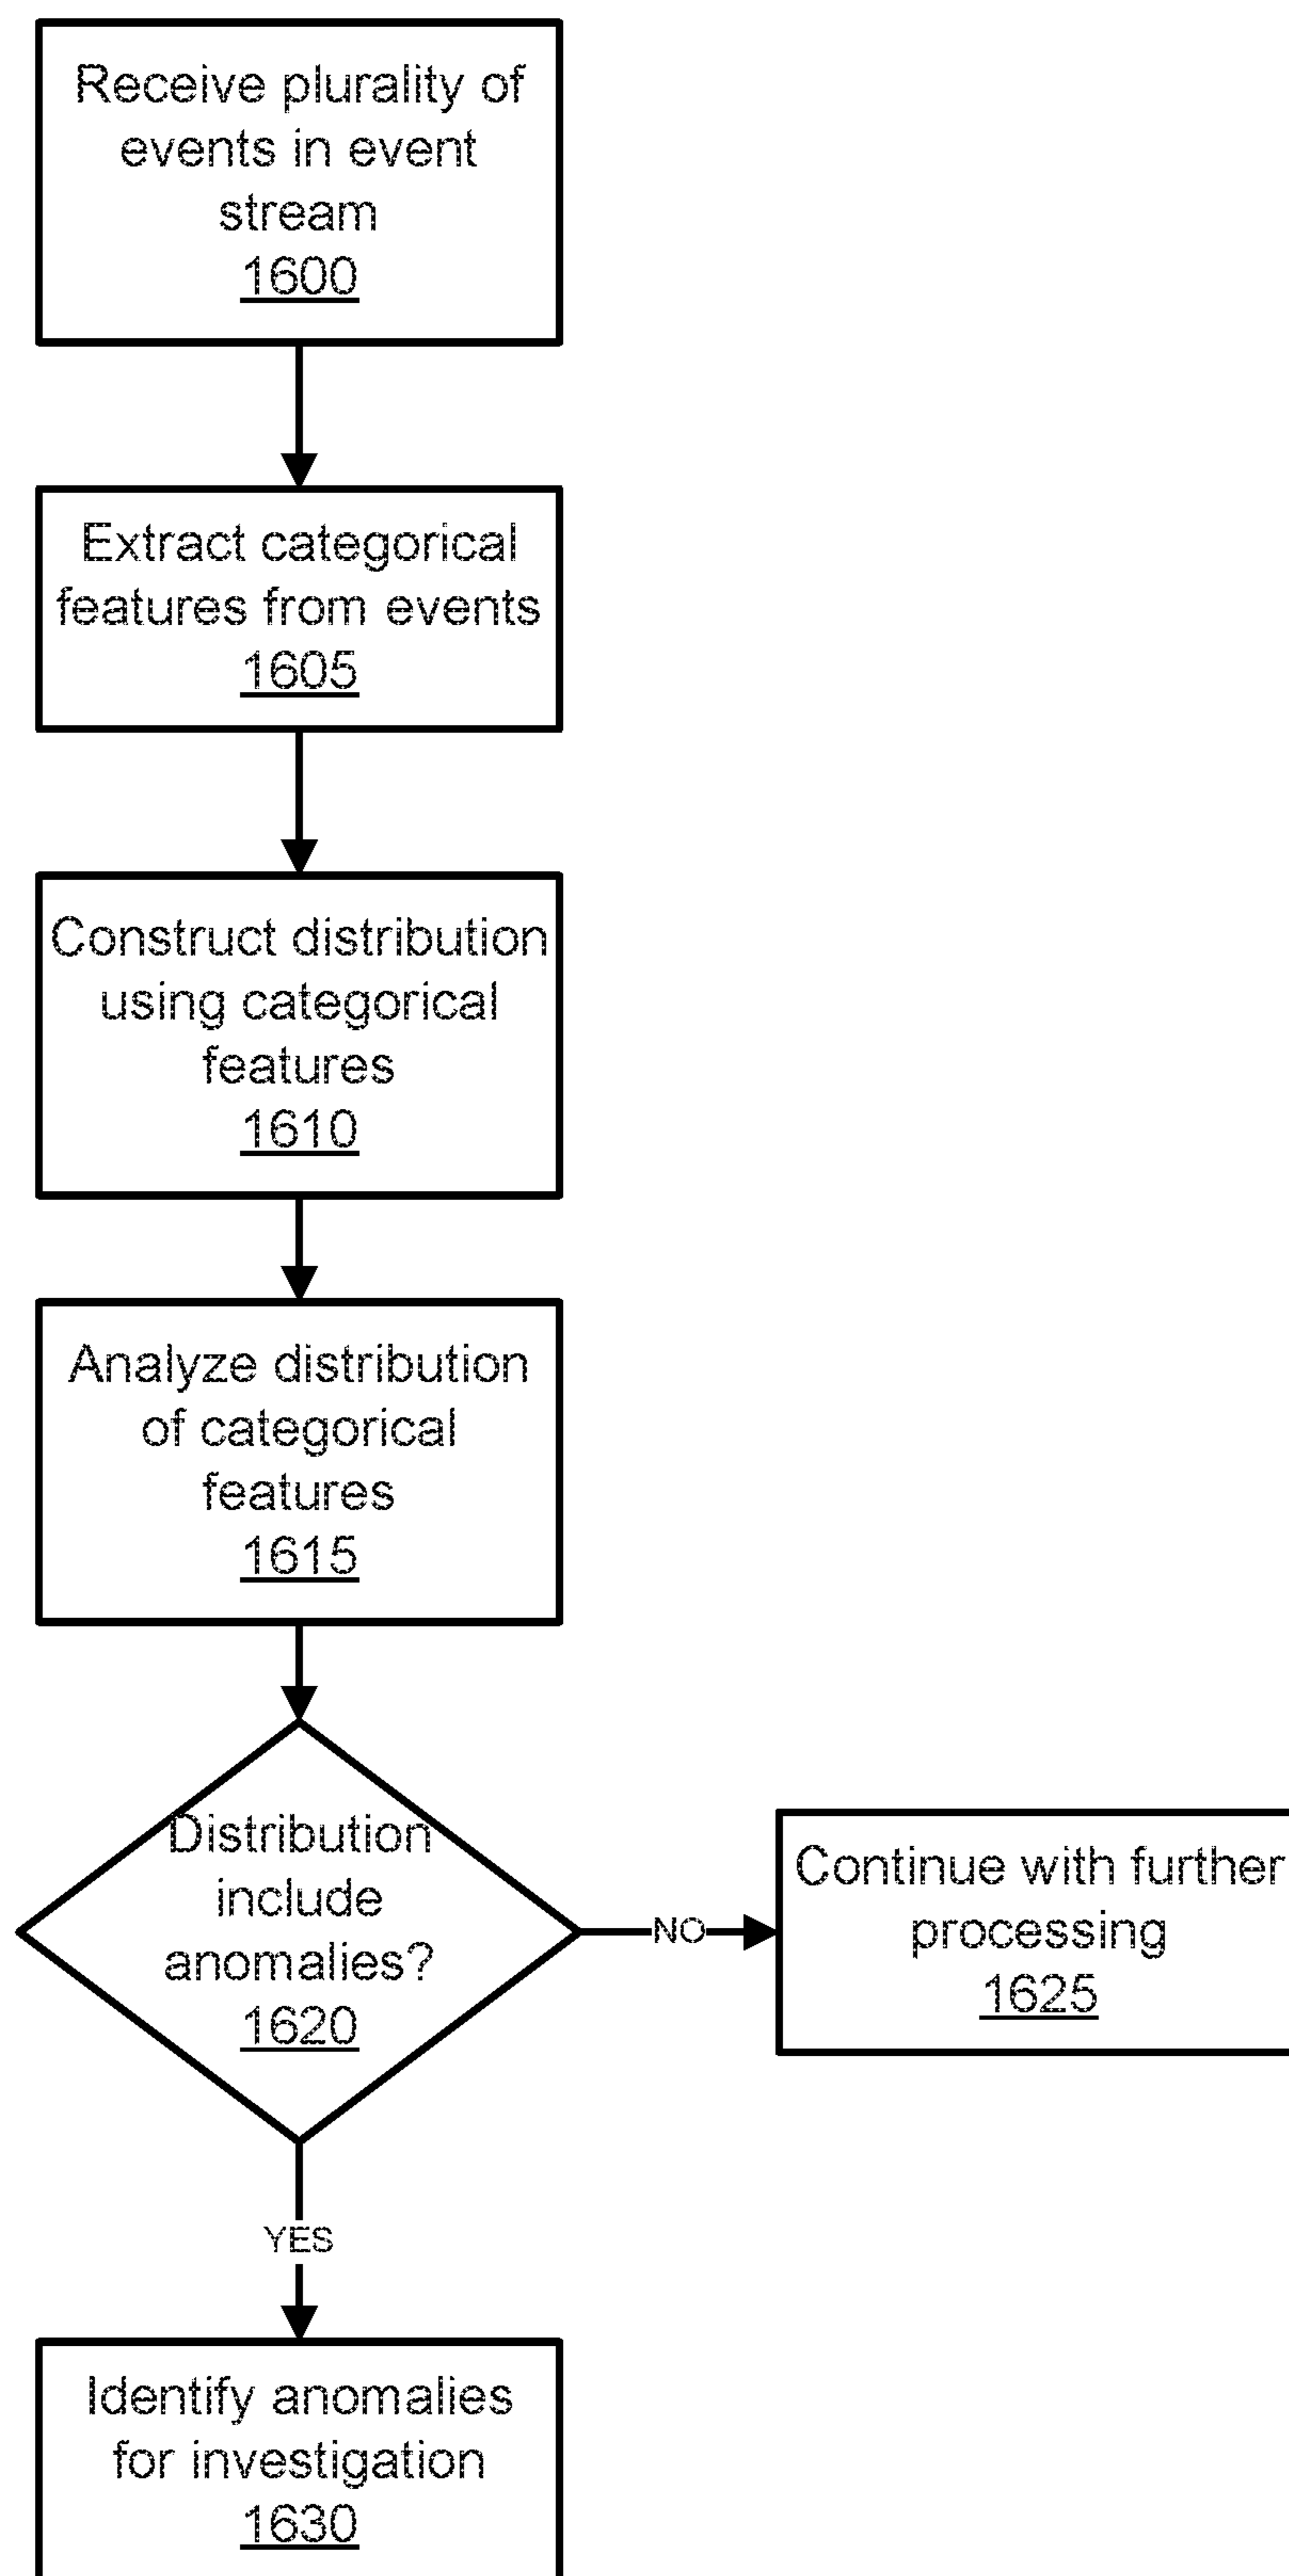 Receive plurality of
events in event
stream
1600
Extract categorical
features from events
1605
Construct distribution
using categorical
features
1610
Analyze distribution
of categorical
features
1615
Distribution
include
anomalies?
1620
NO
Continue with further
processing
1625
YES
Identify anomalies
for investigation
1630